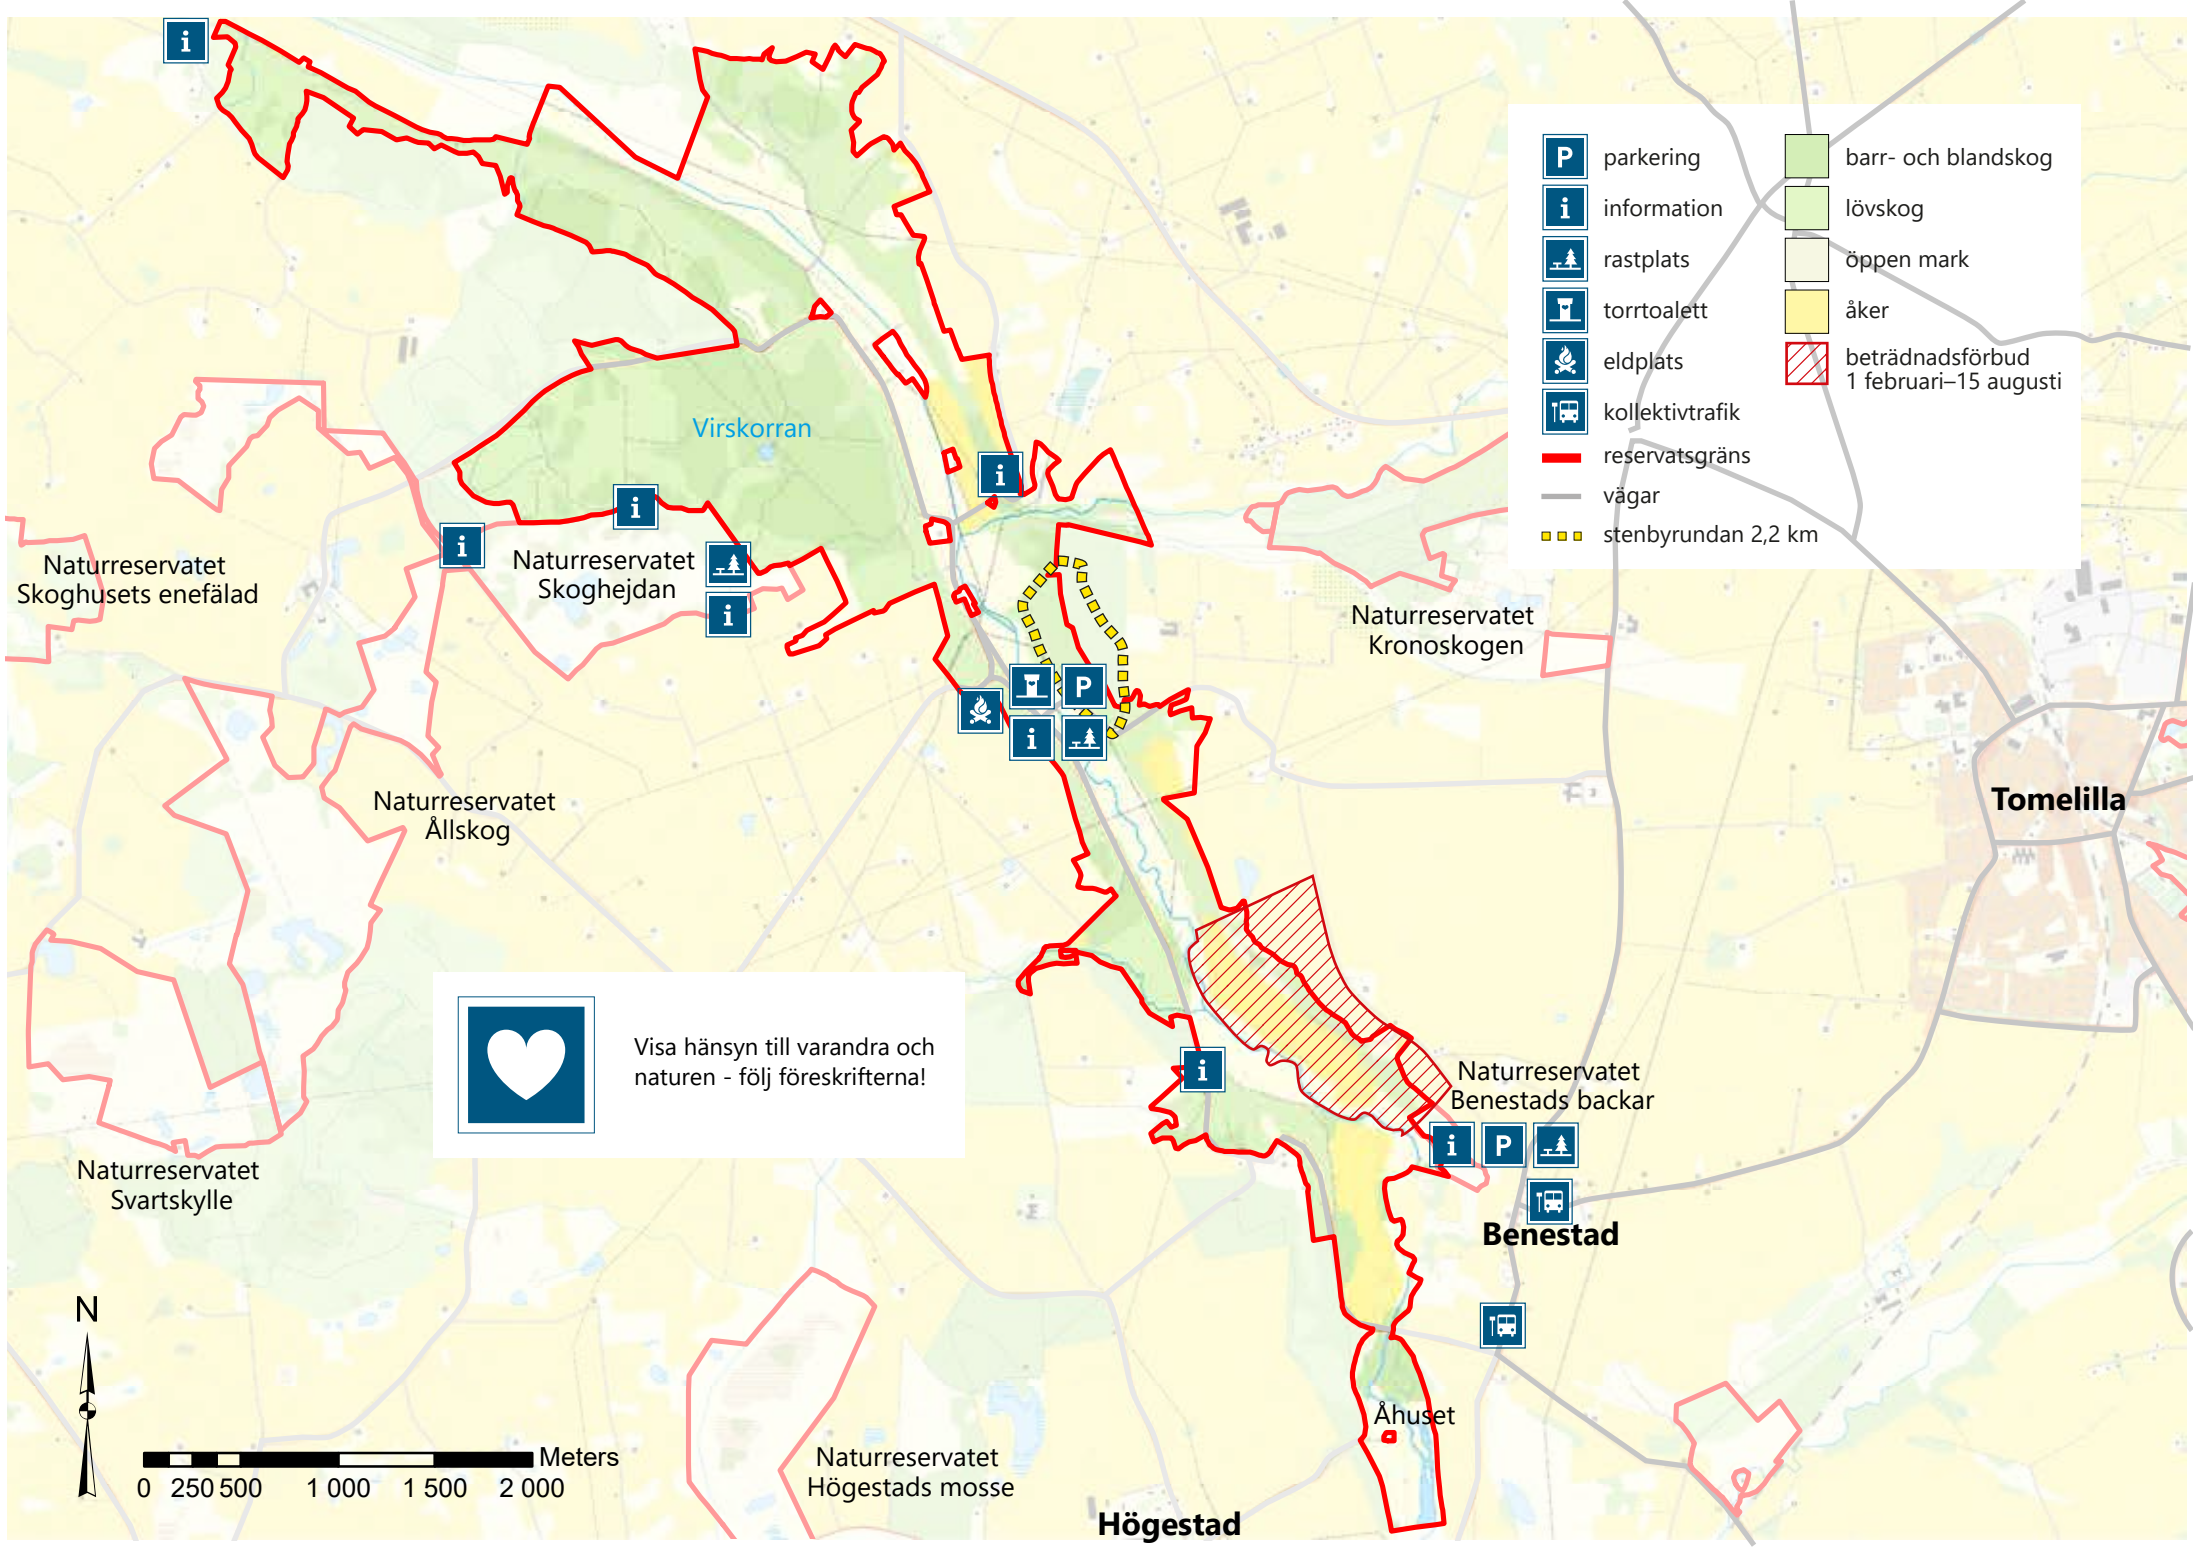 i
P parkering
i information
rastplats
torrtoalett
eldplats
kollektivtrafik
reservatsgräns
vägar
stenbyrundan 2,2 km
barr- och blandskog
lövskog
öppen mark
åker
beträdnadsförbud
1 februari–15 augusti
Virskorran
i
i
i
Naturreservatet
Skoghusets enefälad
Naturreservatet
Skoghejdan
i
Naturreservatet
Kronoskogen
P
i
Naturreservatet
Ållskog
Tomelilla
Visa hänsyn till varandra och
naturen - följ föreskrifterna!
i
Naturreservatet
Benestads backar
i P
Naturreservatet
Svartskylle
Benestad
N
Åhuset
Meters
0 250 500 1 000 1 500 2 000
Naturreservatet
Högestads mosse
Högestad